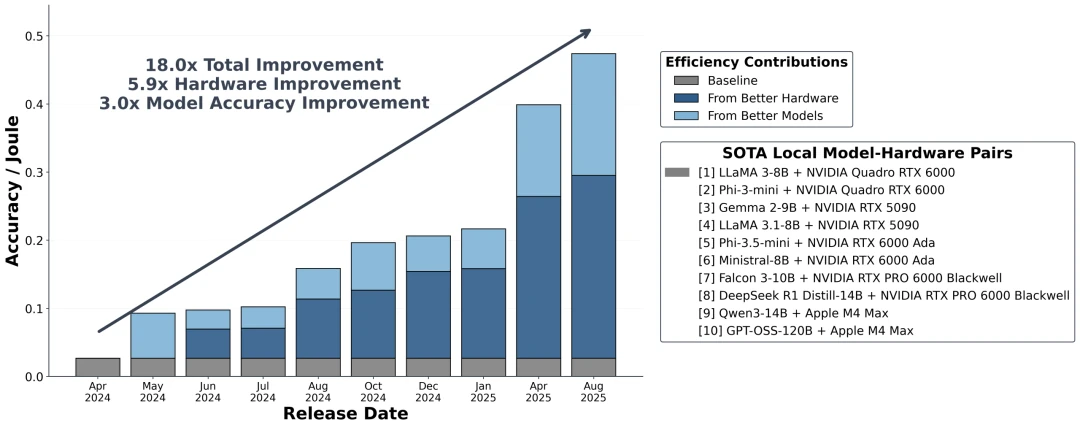 18.0x Total Improvement
5.9x Hardware Improvement
3.0x Model Accuracy Improvement
Accuracy / Joule
0.5
0.4
0.3
0.2
0.1
0.0
Apr 2024
May 2024
Jun 2024
Jul 2024
Aug 2024
Oct 2024
Dec 2024
Jan 2025
Apr 2025
Aug 2025
Release Date
Efficiency Contributions
Baseline
From Better Hardware
From Better Models
SOTA Local Model-Hardware Pairs
[1] LLaMA 3-8B + NVIDIA Quadro RTX 6000
[2] Phi-3-mini + NVIDIA Quadro RTX 6000
[3] Gemma 2-9B + NVIDIA RTX 5090
[4] LLaMA 3.1-8B + NVIDIA RTX 5090
[5] Phi-3.5-mini + NVIDIA RTX 6000 Ada
[6] Ministral-8B + NVIDIA RTX 6000 Ada
[7] Falcon 3-10B + NVIDIA RTX PRO 6000 Blackwell
[8] DeepSeek R1 Distill-14B + NVIDIA RTX PRO 6000 Blackwell
[9] Qwen3-14B + Apple M4 Max
[10] GPT-OSS-120B + Apple M4 Max